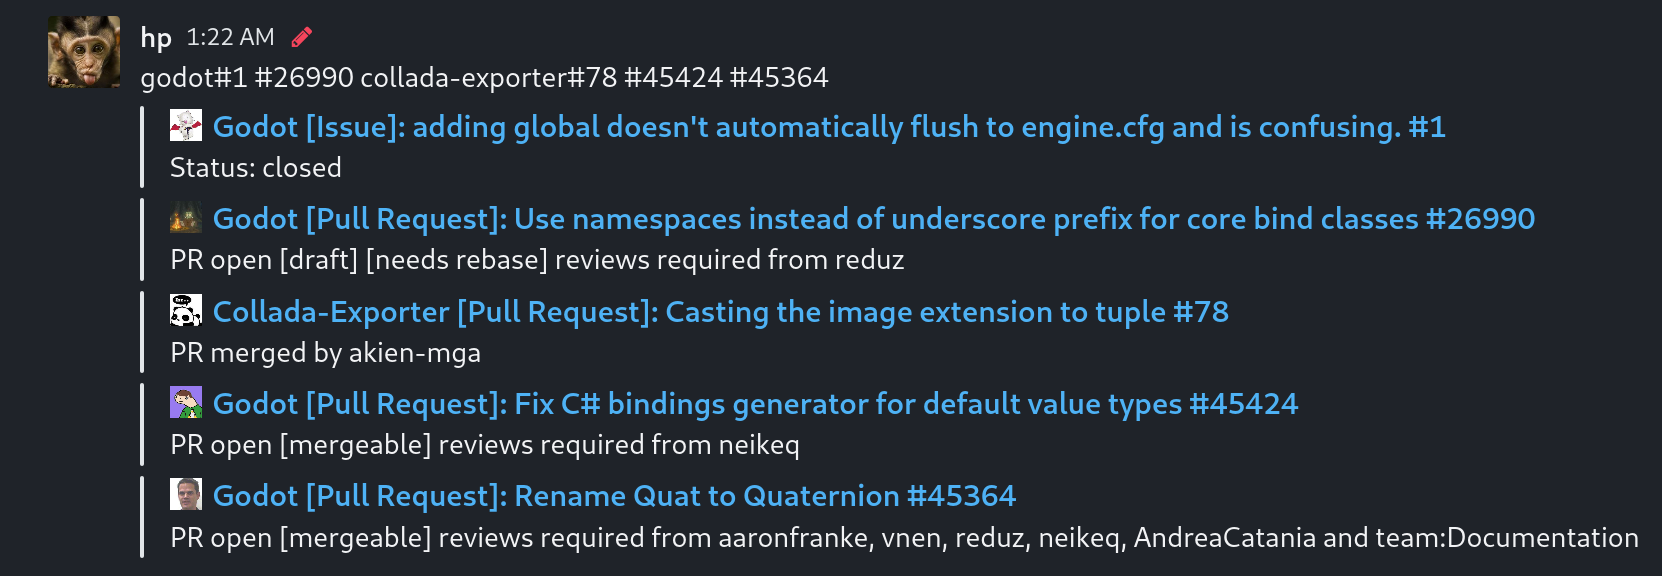 hp 1:22 AM
godot#1 #26990 collada-exporter#78 #45424 #45364
Godot [Issue]: adding global doesn't automatically flush to engine.cfg and is confusing. #1
Status: closed
Godot [Pull Request]: Use namespaces instead of underscore prefix for core bind classes #26990
PR open [draft] [needs rebase] reviews required from reduz
Collada-Exporter [Pull Request]: Casting the image extension to tuple #78
PR merged by akien-mga
Godot [Pull Request]: Fix C# bindings generator for default value types #45424
PR open [mergeable] reviews required from neikeq
Godot [Pull Request]: Rename Quat to Quaternion #45364
PR open [mergeable] reviews required from aaronfranke, vnen, reduz, neikeq, AndreaCatania and team:Documentation